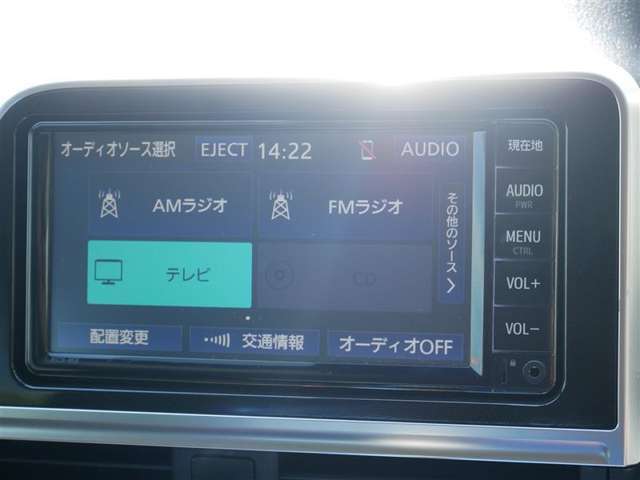 オーディオソース選択 EJECT 14:22 AUDIO
AMラジオ FMラジオ
テレビ CD
その他のソース
配置変更 交通情報 オーディオOFF
現在地
AUDIO
PWR
MENU
CTRL
VOL+
VOL-